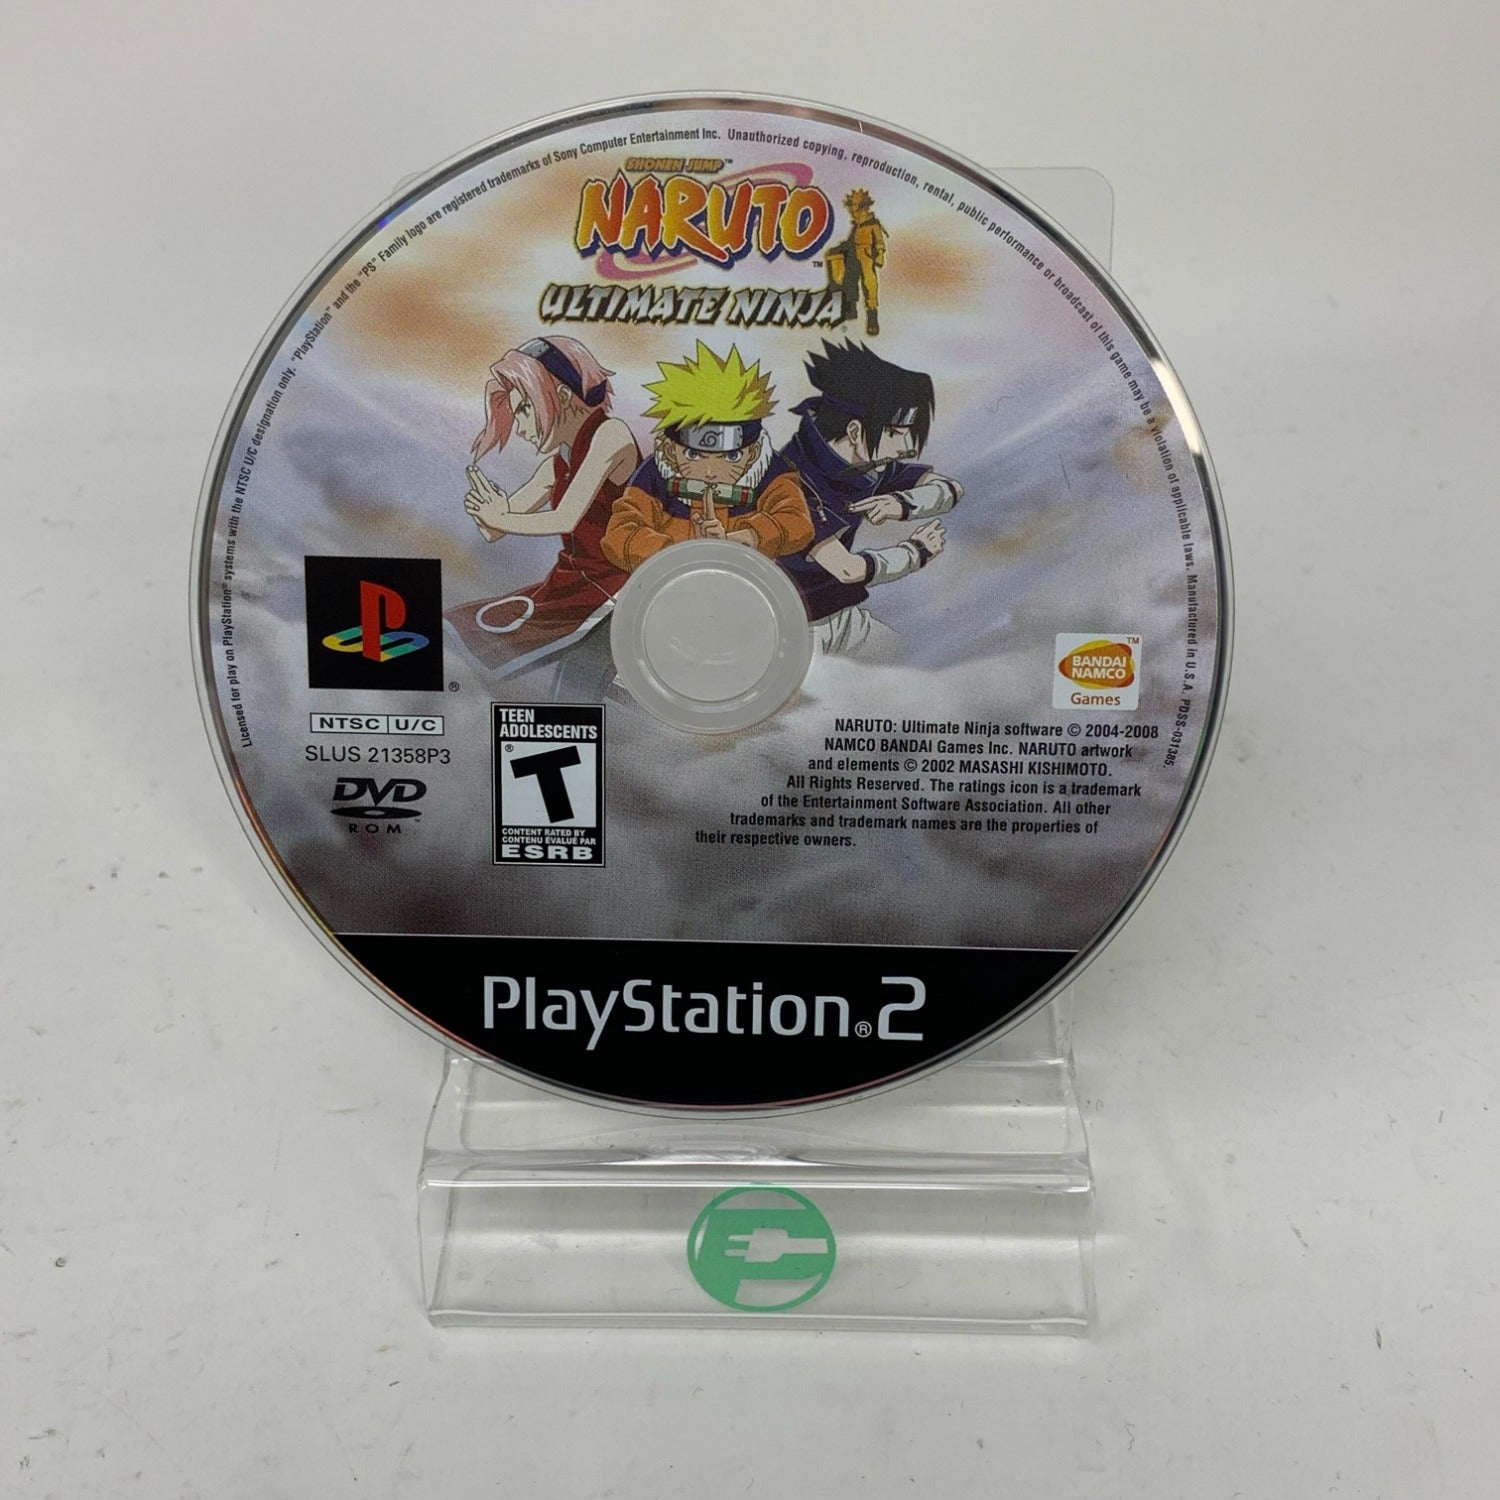 Licensed for play on PlayStation® systems with the NTSC U/C designation only. "PlayStation" and the "PS" Family logo are registered trademarks of Sony Computer Entertainment Inc. Unauthorized copying, reproduction, rental, public performance or broadcast of this game may be a violation of applicable laws. Manufactured in U.S.A. PDSS-031385.
SHONEN JUMP™
NARUTO™
ULTIMATE NINJA
®
BANDAI
NAMCO
Games
TM
NTSC U/C
SLUS 21358P3
DVD
ROM™
TEEN
ADOLESCENTS
®
T
CONTENT RATED BY
CONTENU ÉVALUÉ PAR
ESRB
NARUTO: Ultimate Ninja software © 2004-2008
NAMCO BANDAI Games Inc. NARUTO artwork
and elements © 2002 MASASHI KISHIMOTO.
All Rights Reserved. The ratings icon is a trademark
of the Entertainment Software Association. All other
trademarks and trademark names are the properties of
their respective owners.
PlayStation®2